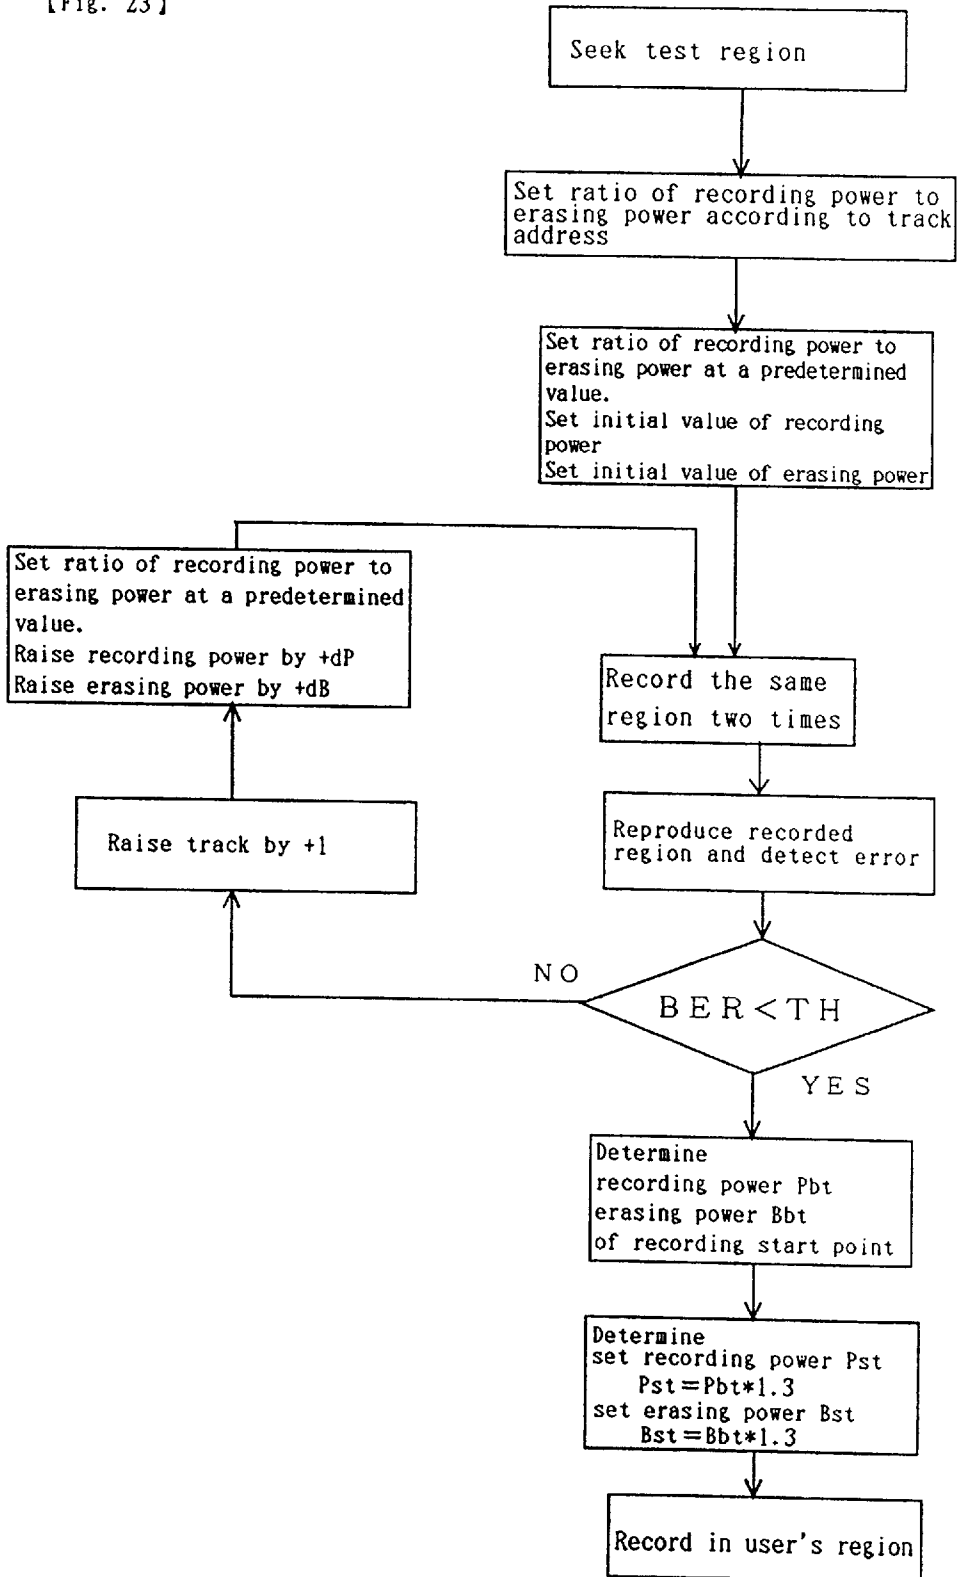 【Fig. 23】
Seek test region
Set ratio of recording power to
erasing power according to track
address
Set ratio of recording power to
erasing power at a predetermined
value.
Set initial value of recording
power
Set initial value of erasing power
Set ratio of recording power to
erasing power at a predetermined
value.
Raise recording power by +dP
Raise erasing power by +dB
Record the same
region two times
Raise track by +1
Reproduce recorded
region and detect error
NO
BER<TH
YES
Determine
recording power Pbt
erasing power Bbt
of recording start point
Determine
set recording power Pst
Pst=Pbt*1.3
set erasing power Bst
Bst=Bbt*1.3
Record in user's region